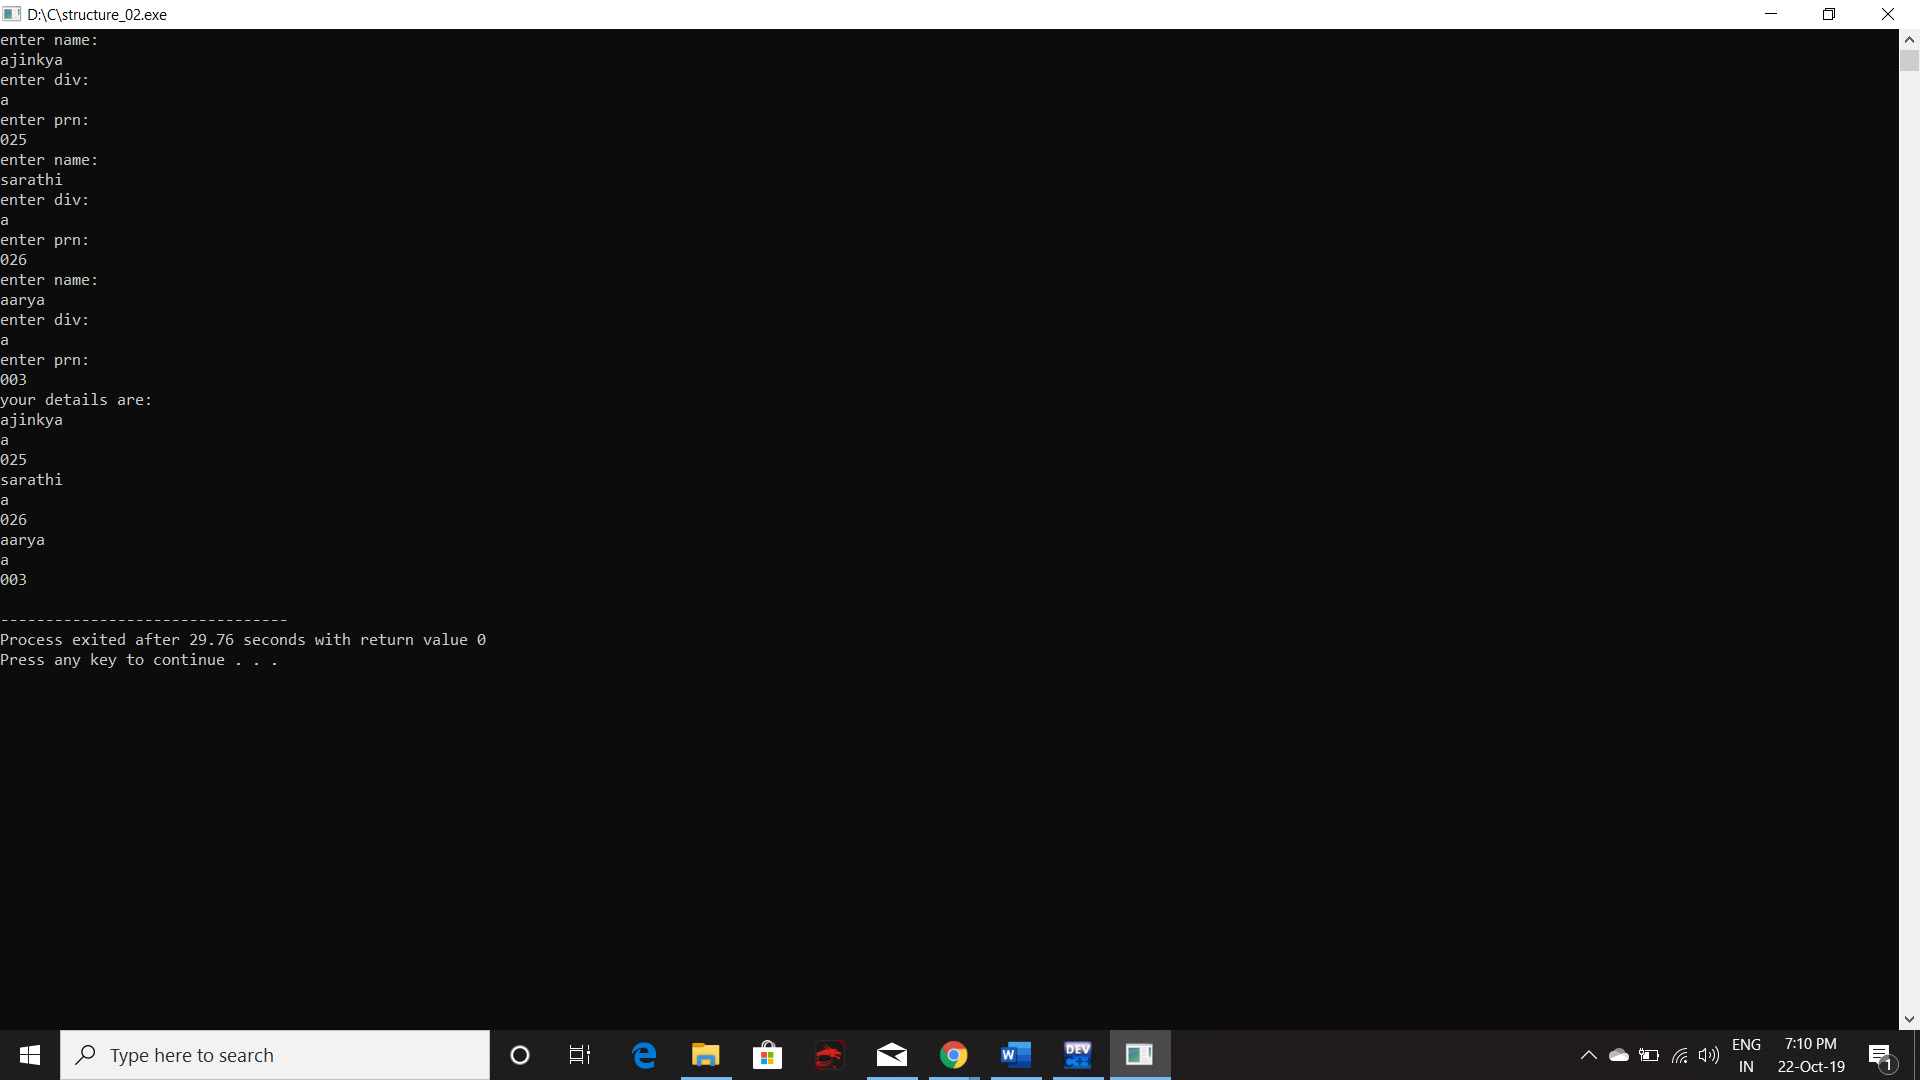 D:\C\structure_02.exe
enter name:
ajinkya
enter div:
a
enter prn:
025
enter name:
sarathi
enter div:
a
enter prn:
026
enter name:
aarya
enter div:
a
enter prn:
003
your details are:
ajinkya
a
025
sarathi
a
026
aarya
a
003
--------------------------------
Process exited after 29.76 seconds with return value 0
Press any key to continue . . .
Type here to search
W
DEV
C++
ENG
IN
7:10 PM
22-Oct-19
1